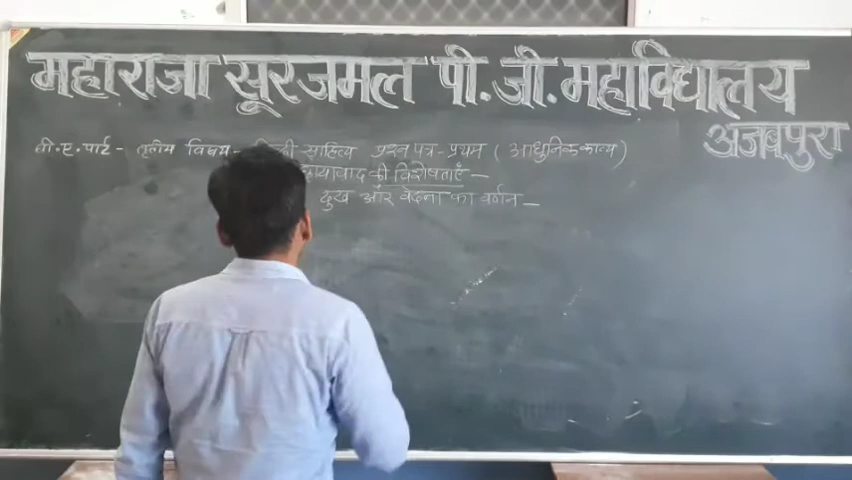 महाराजा सूरजमल पी.जी. महाविद्यालय
अजबपुरा
बी.ए. पार्ट - तृतीय विषय - हिन्दी साहित्य प्रश्न पत्र - प्रथम ( आधुनिक काव्य )
छायावाद की विशेषताएँ -
दुख और वेदना का वर्णन -